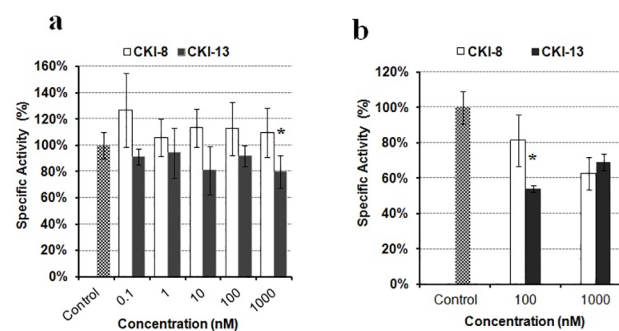 a
CKI-8 CKI-13
160%
140%
120%
100%
80%
60%
40%
20%
0%
Specific Activity (%)
*
Control 0.1 1 10 100 1000
Concentration (nM)
b
CKI-8 CKI-13
120%
100%
80%
60%
40%
20%
0%
Specific Activity (%)
*
Control 100 1000
Concentration (nM)